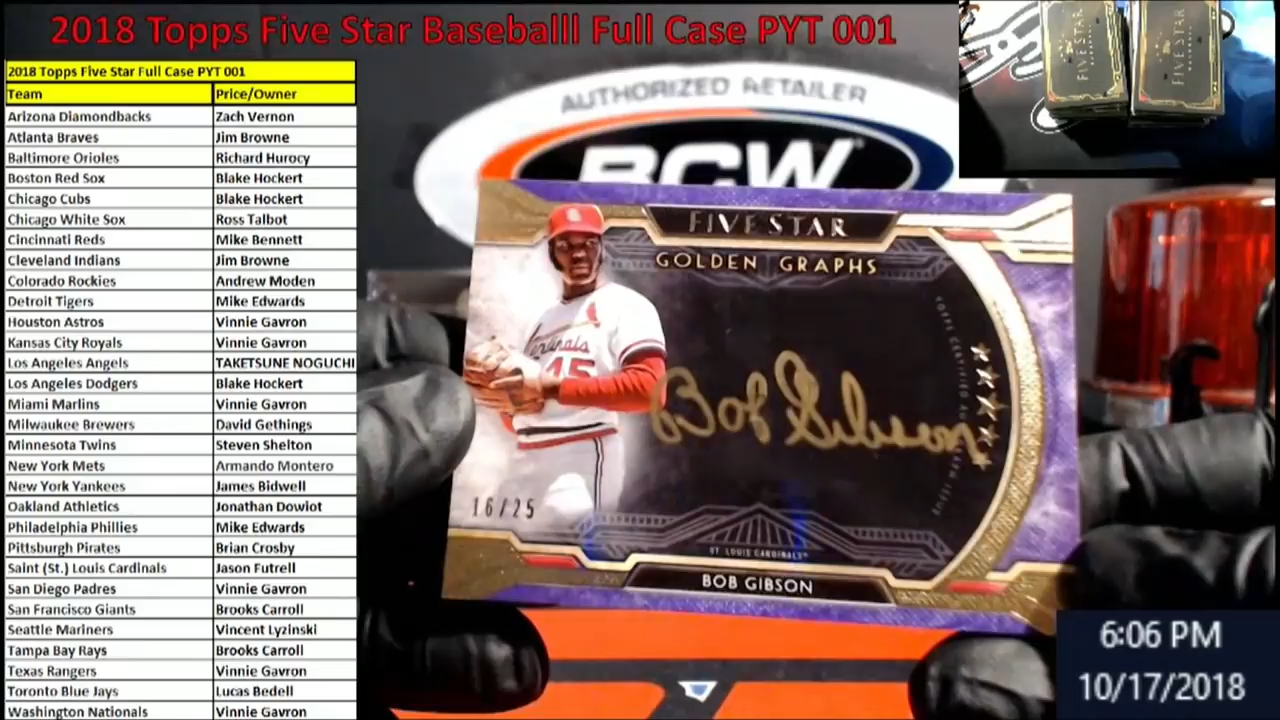 2018 Topps Five Star Baseballl Full Case PYT 001
2018 Topps Five Star Full Case PYT 001
Team Price/Owner
Arizona Diamondbacks Zach Vernon
Atlanta Braves Jim Browne
Baltimore Orioles Richard Hurocy
Boston Red Sox Blake Hockert
Chicago Cubs Blake Hockert
Chicago White Sox Ross Talbot
Cincinnati Reds Mike Bennett
Cleveland Indians Jim Browne
Colorado Rockies Andrew Moden
Detroit Tigers Mike Edwards
Houston Astros Vinnie Gavron
Kansas City Royals Vinnie Gavron
Los Angeles Angels TAKETSUNE NOGUCHI
Los Angeles Dodgers Blake Hockert
Miami Marlins Vinnie Gavron
Milwaukee Brewers David Gethings
Minnesota Twins Steven Shelton
New York Mets Armando Montero
New York Yankees James Bidwell
Oakland Athletics Jonathan Dowiot
Philadelphia Phillies Mike Edwards
Pittsburgh Pirates Brian Crosby
Saint (St.) Louis Cardinals Jason Futrell
San Diego Padres Vinnie Gavron
San Francisco Giants Brooks Carroll
Seattle Mariners Vincent Lyzinski
Tampa Bay Rays Brooks Carroll
Texas Rangers Vinnie Gavron
Toronto Blue Jays Lucas Bedell
Washington Nationals Vinnie Gavron
AUTHORIZED RETAILER
BCW
FIVE STAR
GOLDEN GRAPHS
Cardinals
45
Bob Gibson
TOPPS CERTIFIED AUTOGRAPH ISSUE
16/25
ST. LOUIS CARDINALS™
BOB GIBSON
FIVE STAR
FIVE STAR
6:06 PM
10/17/2018